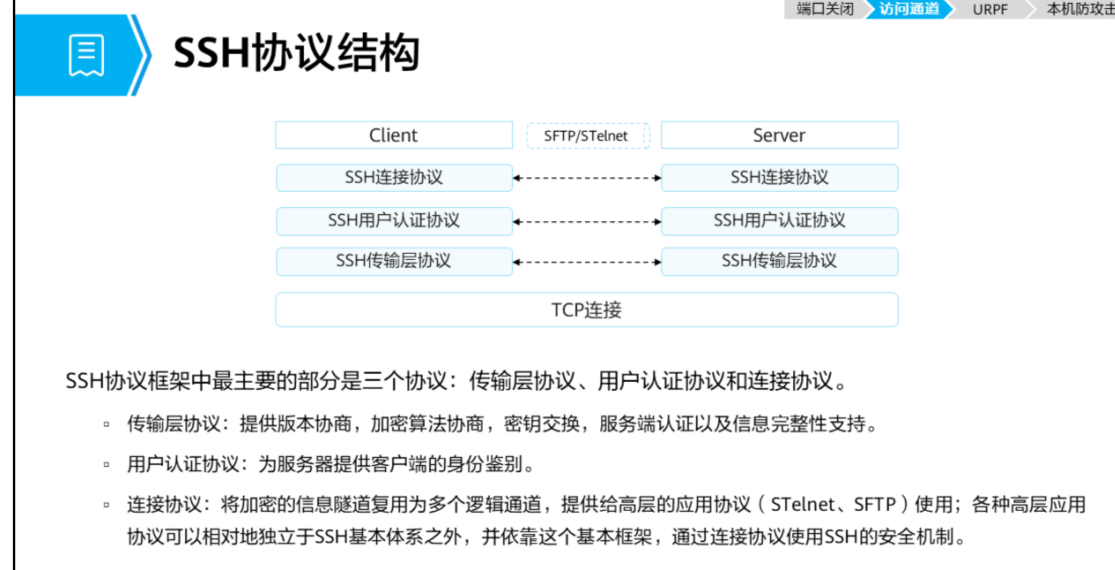 端口关闭 访问通道 URPF 本机防攻击
SSH协议结构
Client SFTP/STelnet Server
SSH连接协议 SSH连接协议
SSH用户认证协议 SSH用户认证协议
SSH传输层协议 SSH传输层协议
TCP连接
SSH协议框架中最主要的部分是三个协议：传输层协议、用户认证协议和连接协议。
▫ 传输层协议：提供版本协商，加密算法协商，密钥交换，服务端认证以及信息完整性支持。
▫ 用户认证协议：为服务器提供客户端的身份鉴别。
▫ 连接协议：将加密的信息隧道复用为多个逻辑通道，提供给高层的应用协议（STelnet、SFTP）使用；各种高层应用
协议可以相对地独立于SSH基本体系之外，并依靠这个基本框架，通过连接协议使用SSH的安全机制。